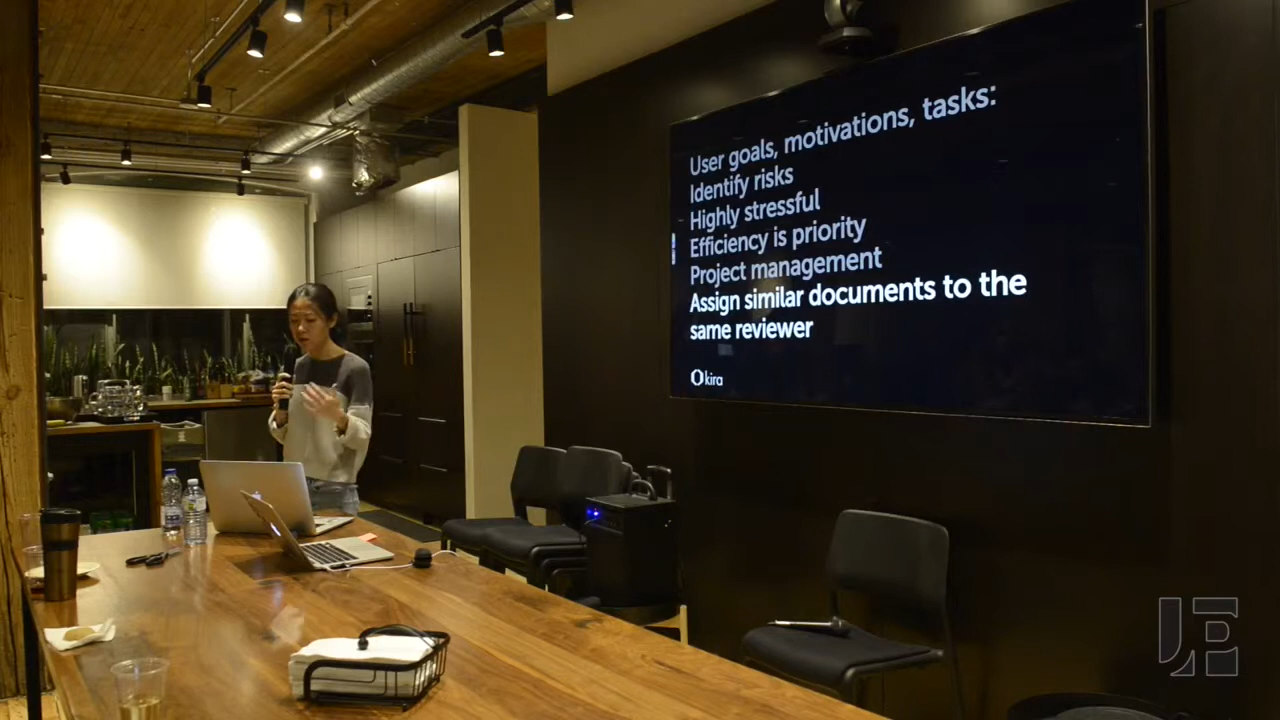 User goals, motivations, tasks:
Identify risks
Highly stressful
Efficiency is priority
Project management
Assign similar documents to the
same reviewer
kira